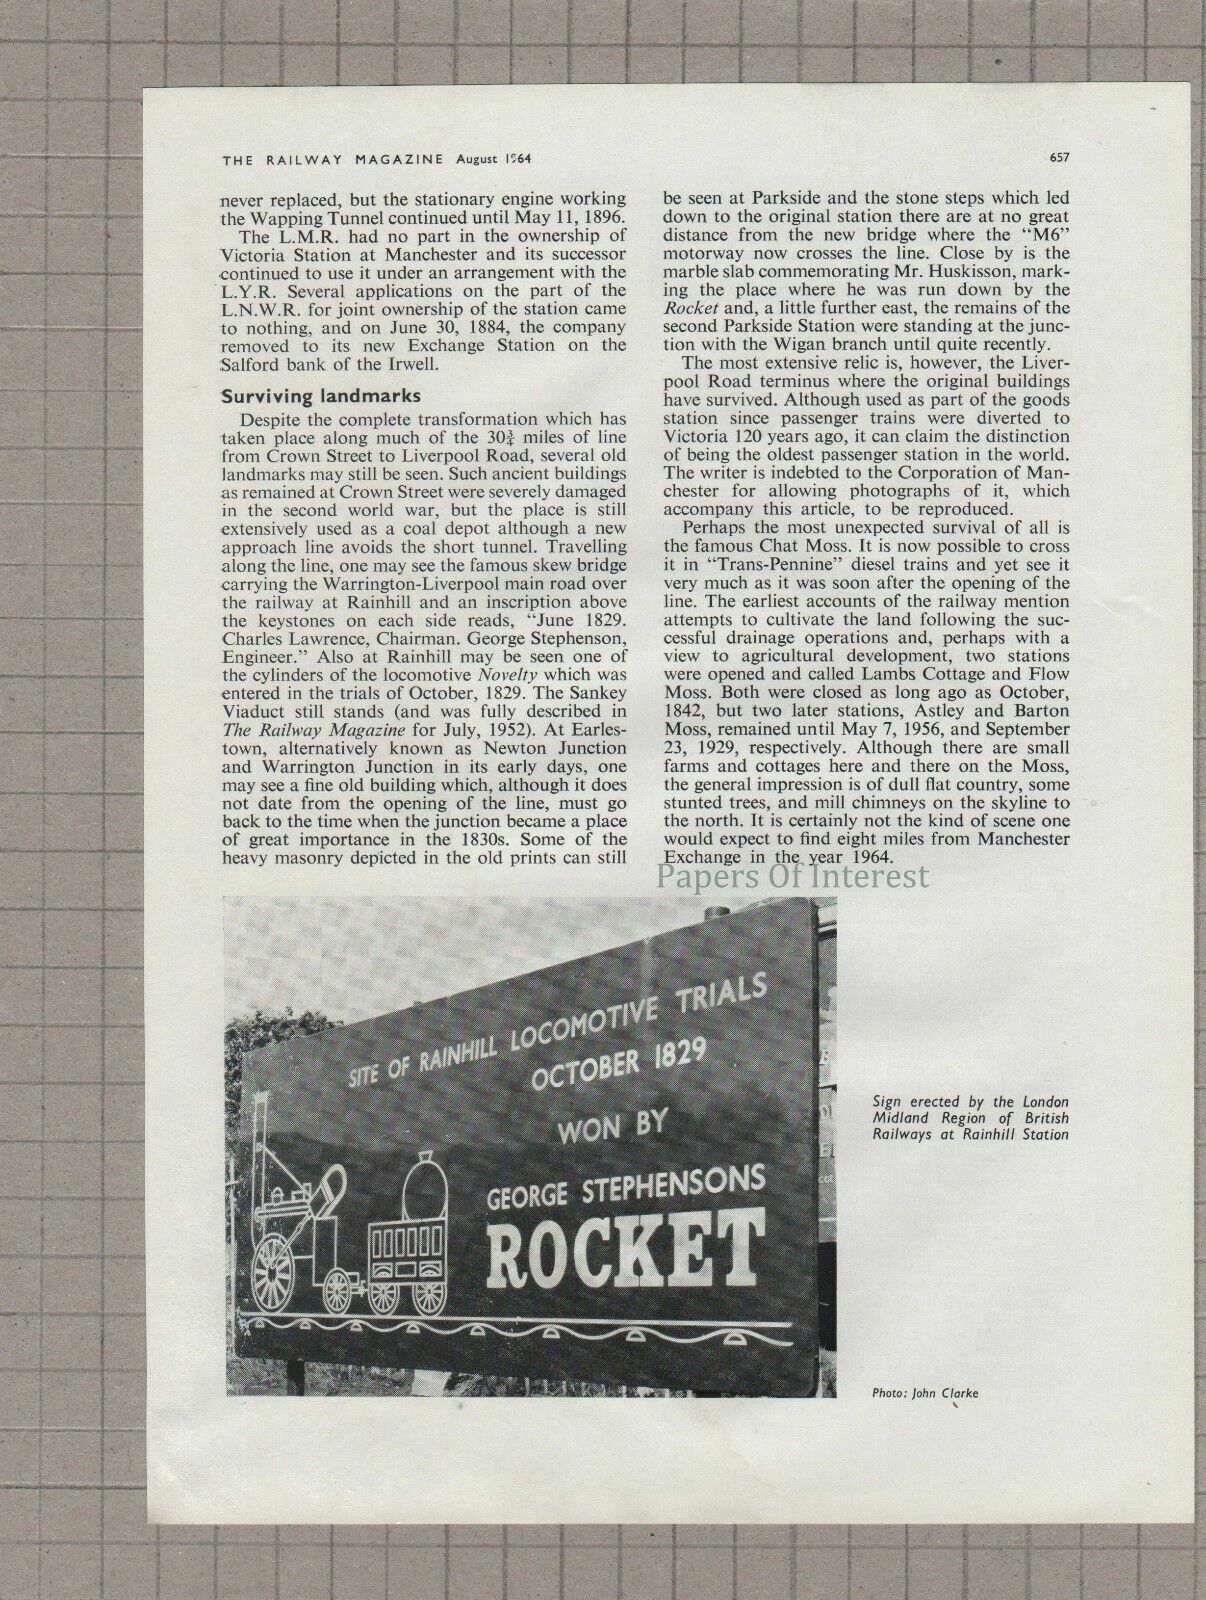 THE RAILWAY MAGAZINE August 1964
657
never replaced, but the stationary engine working
the Wapping Tunnel continued until May 11, 1896.
The L.M.R. had no part in the ownership of
Victoria Station at Manchester and its successor
continued to use it under an arrangement with the
L.Y.R. Several applications on the part of the
L.N.W.R. for joint ownership of the station came
to nothing, and on June 30, 1884, the company
removed to its new Exchange Station on the
Salford bank of the Irwell.
Surviving landmarks
Despite the complete transformation which has
taken place along much of the 30¾ miles of line
from Crown Street to Liverpool Road, several old
landmarks may still be seen. Such ancient buildings
as remained at Crown Street were severely damaged
in the second world war, but the place is still
extensively used as a coal depot although a new
approach line avoids the short tunnel. Travelling
along the line, one may see the famous skew bridge
carrying the Warrington-Liverpool main road over
the railway at Rainhill and an inscription above
the keystones on each side reads, “June 1829.
Charles Lawrence, Chairman. George Stephenson,
Engineer.” Also at Rainhill may be seen one of
the cylinders of the locomotive Novelty which was
entered in the trials of October, 1829. The Sankey
Viaduct still stands (and was fully described in
The Railway Magazine for July, 1952). At Earles-
town, alternatively known as Newton Junction
and Warrington Junction in its early days, one
may see a fine old building which, although it does
not date from the opening of the line, must go
back to the time when the junction became a place
of great importance in the 1830s. Some of the
heavy masonry depicted in the old prints can still
be seen at Parkside and the stone steps which led
down to the original station there are at no great
distance from the new bridge where the “M6”
motorway now crosses the line. Close by is the
marble slab commemorating Mr. Huskisson, mark-
ing the place where he was run down by the
Rocket and, a little further east, the remains of the
second Parkside Station were standing at the junc-
tion with the Wigan branch until quite recently.
The most extensive relic is, however, the Liver-
pool Road terminus where the original buildings
have survived. Although used as part of the goods
station since passenger trains were diverted to
Victoria 120 years ago, it can claim the distinction
of being the oldest passenger station in the world.
The writer is indebted to the Corporation of Man-
chester for allowing photographs of it, which
accompany this article, to be reproduced.
Perhaps the most unexpected survival of all is
the famous Chat Moss. It is now possible to cross
it in “Trans-Pennine” diesel trains and yet see it
very much as it was soon after the opening of the
line. The earliest accounts of the railway mention
attempts to cultivate the land following the suc-
cessful drainage operations and, perhaps with a
view to agricultural development, two stations
were opened and called Lambs Cottage and Flow
Moss. Both were closed as long ago as October,
1842, but two later stations, Astley and Barton
Moss, remained until May 7, 1956, and September
23, 1929, respectively. Although there are small
farms and cottages here and there on the Moss,
the general impression is of dull flat country, some
stunted trees, and mill chimneys on the skyline to
the north. It is certainly not the kind of scene one
would expect to find eight miles from Manchester
Exchange in the year 1964.
Papers Of Interest
SITE OF RAINHILL LOCOMOTIVE TRIALS
OCTOBER 1829
WON BY
GEORGE STEPHENSONS
ROCKET
Sign erected by the London
Midland Region of British
Railways at Rainhill Station
Photo: John Clarke